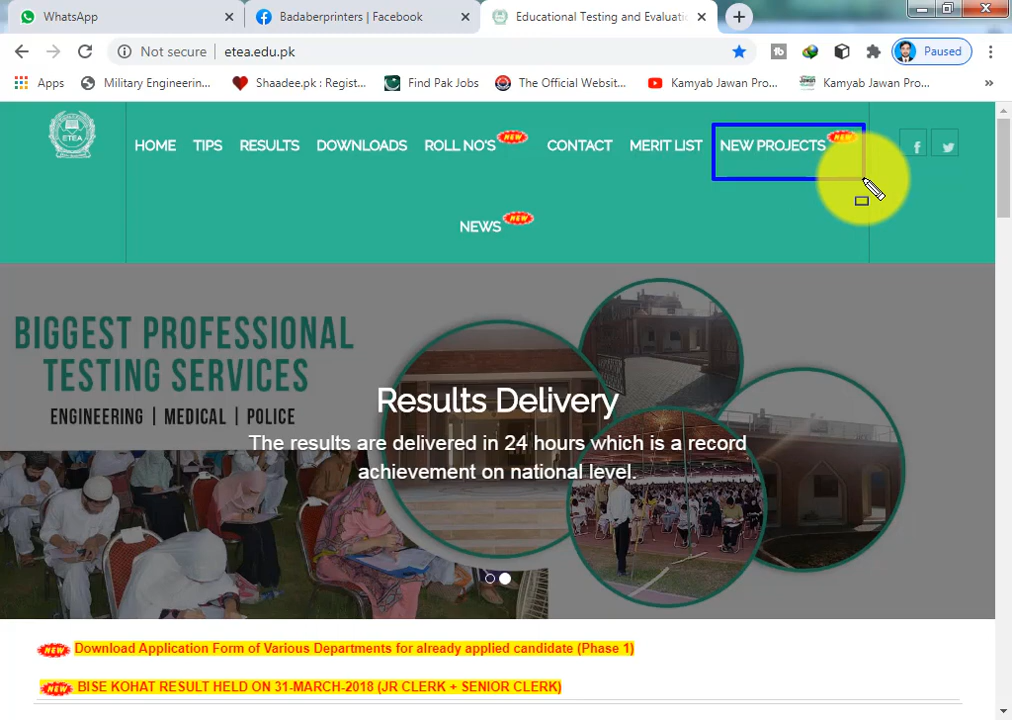 WhatsApp
Badaberprinters | Facebook
Educational Testing and Evaluati
Not secure | etea.edu.pk
Paused
Apps
Military Engineerin...
Shaadee.pk : Regist...
Find Pak Jobs
The Official Websit...
Kamyab Jawan Pro...
Kamyab Jawan Pro...
»
ETEA
HOME
TIPS
RESULTS
DOWNLOADS
ROLL NO'S NEW
CONTACT
MERIT LIST
NEW PROJECTS NEW
NEWS NEW
BIGGEST PROFESSIONAL
TESTING SERVICES
ENGINEERING | MEDICAL | POLICE
Results Delivery
The results are delivered in 24 hours which is a record
achievement on national level.
NEW Download Application Form of Various Departments for already applied candidate (Phase 1)
NEW BISE KOHAT RESULT HELD ON 31-MARCH-2018 (JR CLERK + SENIOR CLERK)